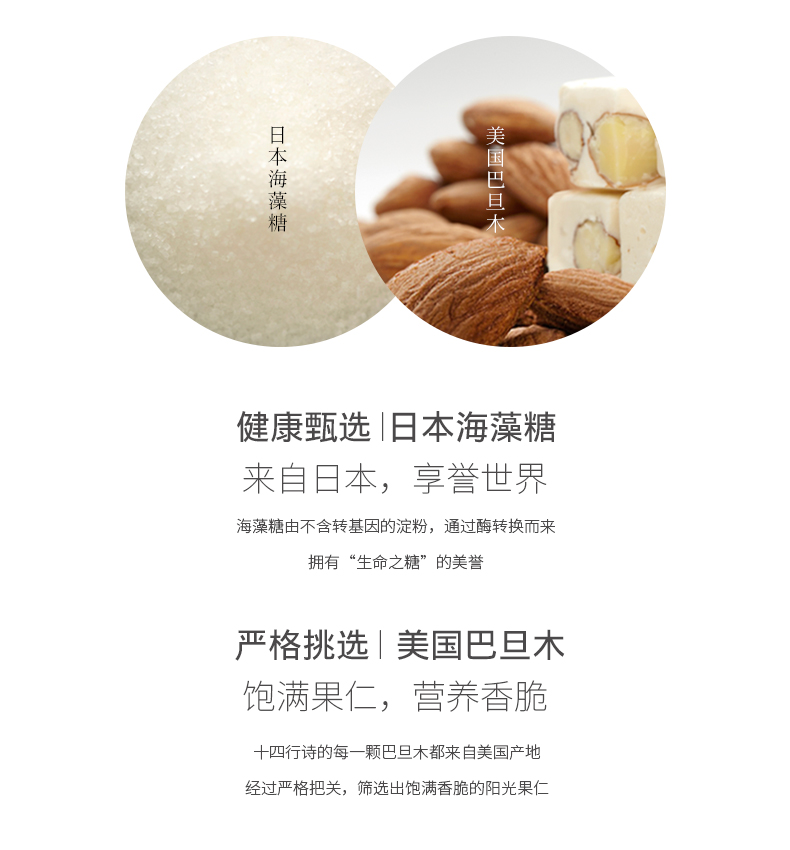 日本海藻糖
美国巴旦木
健康甄选|日本海藻糖
来自日本，享誉世界
海藻糖由不含转基因的淀粉，通过酶转换而来
拥有“生命之糖”的美誉
严格挑选| 美国巴旦木
饱满果仁，营养香脆
十四行诗的每一颗巴旦木都来自美国产地
经过严格把关，筛选出饱满香脆的阳光果仁